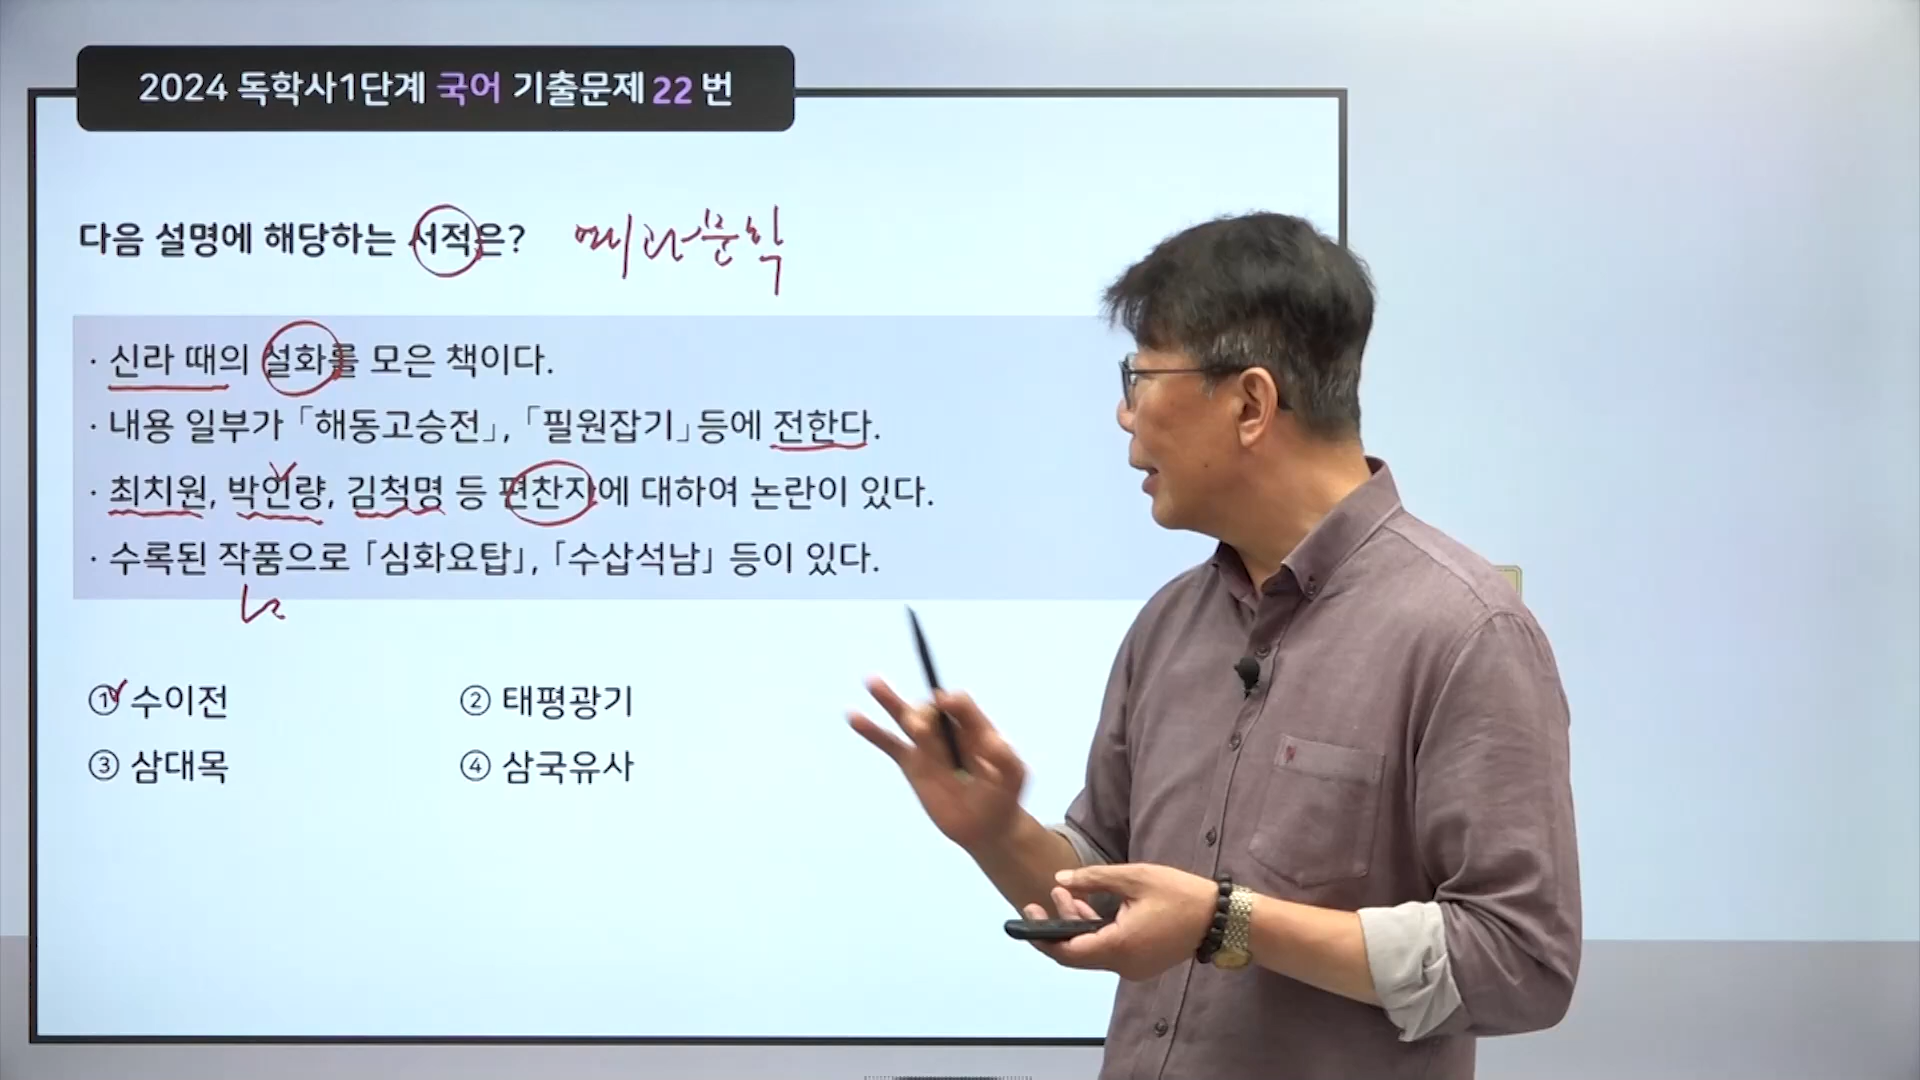 2024 독학사1단계 국어 기출문제 22 번
다음 설명에 해당하는 서적은?
· 신라 때의 설화를 모은 책이다.
· 내용 일부가 「해동고승전」, 「필원잡기」등에 전한다.
· 최치원, 박인량, 김척명 등 편찬자에 대하여 논란이 있다.
· 수록된 작품으로 「심화요탑」, 「수삽석남」 등이 있다.
① 수이전 ② 태평광기
③ 삼대목 ④ 삼국유사